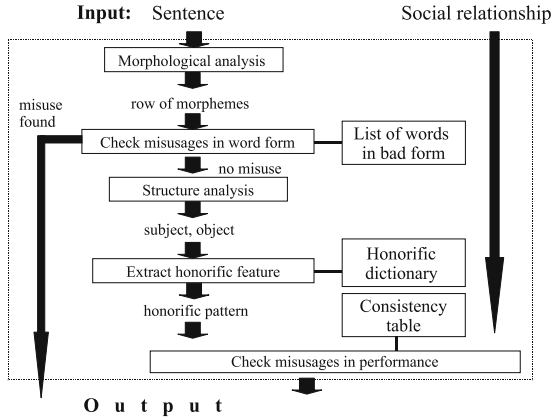 Input: Sentence Social relationship
Morphological analysis
row of morphemes
misuse
found
Check misusages in word form
List of words
in bad form
no misuse
Structure analysis
subject, object
Extract honorific feature
Honorific
dictionary
honorific pattern
Consistency
table
Check misusages in performance
O u t p u t